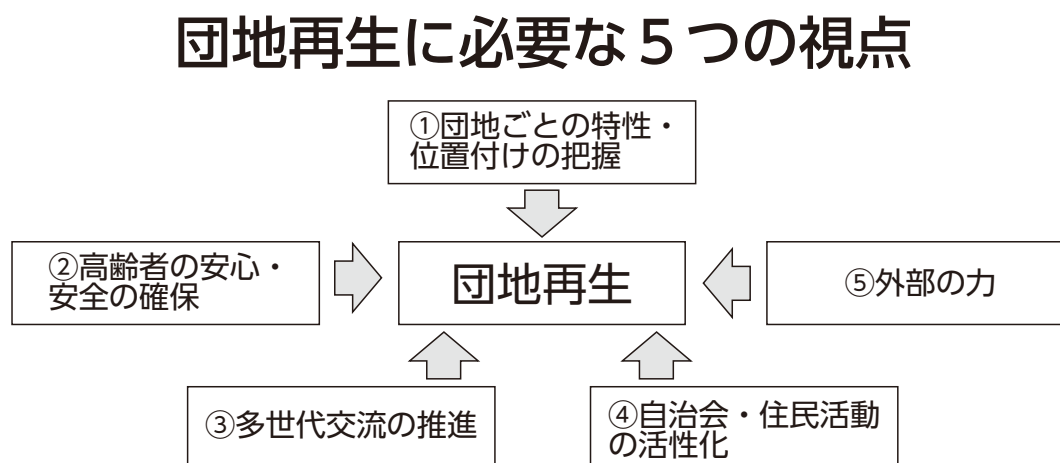 団地再生に必要な５つの視点
①団地ごとの特性・
位置付けの把握
②高齢者の安心・
安全の確保
団地再生
⑤外部の力
③多世代交流の推進
④自治会・住民活動
の活性化